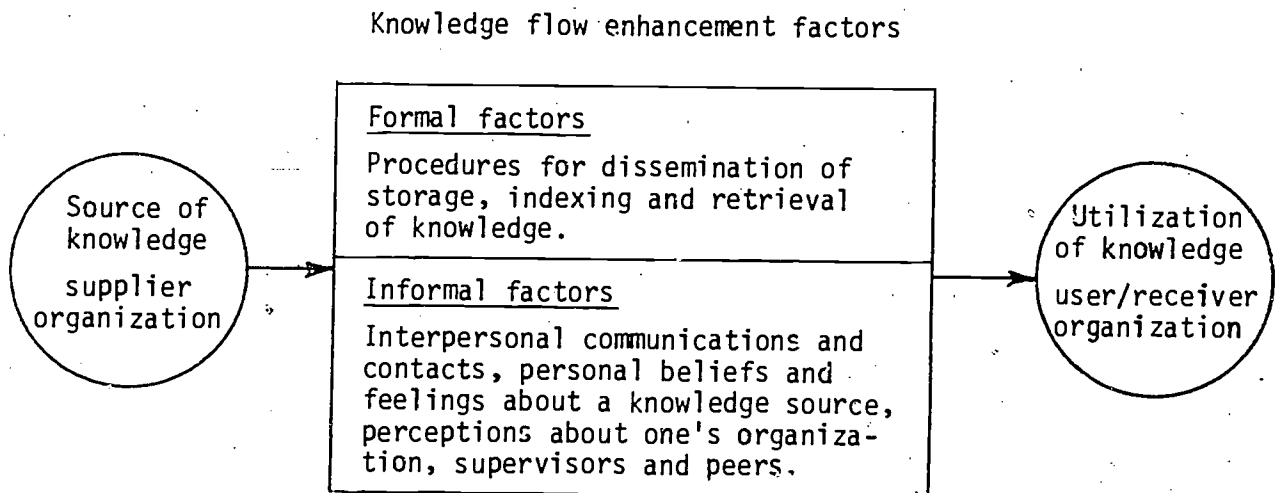 Knowledge flow enhancement factors
Source of
knowledge
supplier
organization
Formal factors
Procedures for dissemination of
storage, indexing and retrieval
of knowledge.
Informal factors
Interpersonal communications and
contacts, personal beliefs and
feelings about a knowledge source,
perceptions about one's organiza-
tion, supervisors and peers.
Utilization
of knowledge
user/receiver
organization